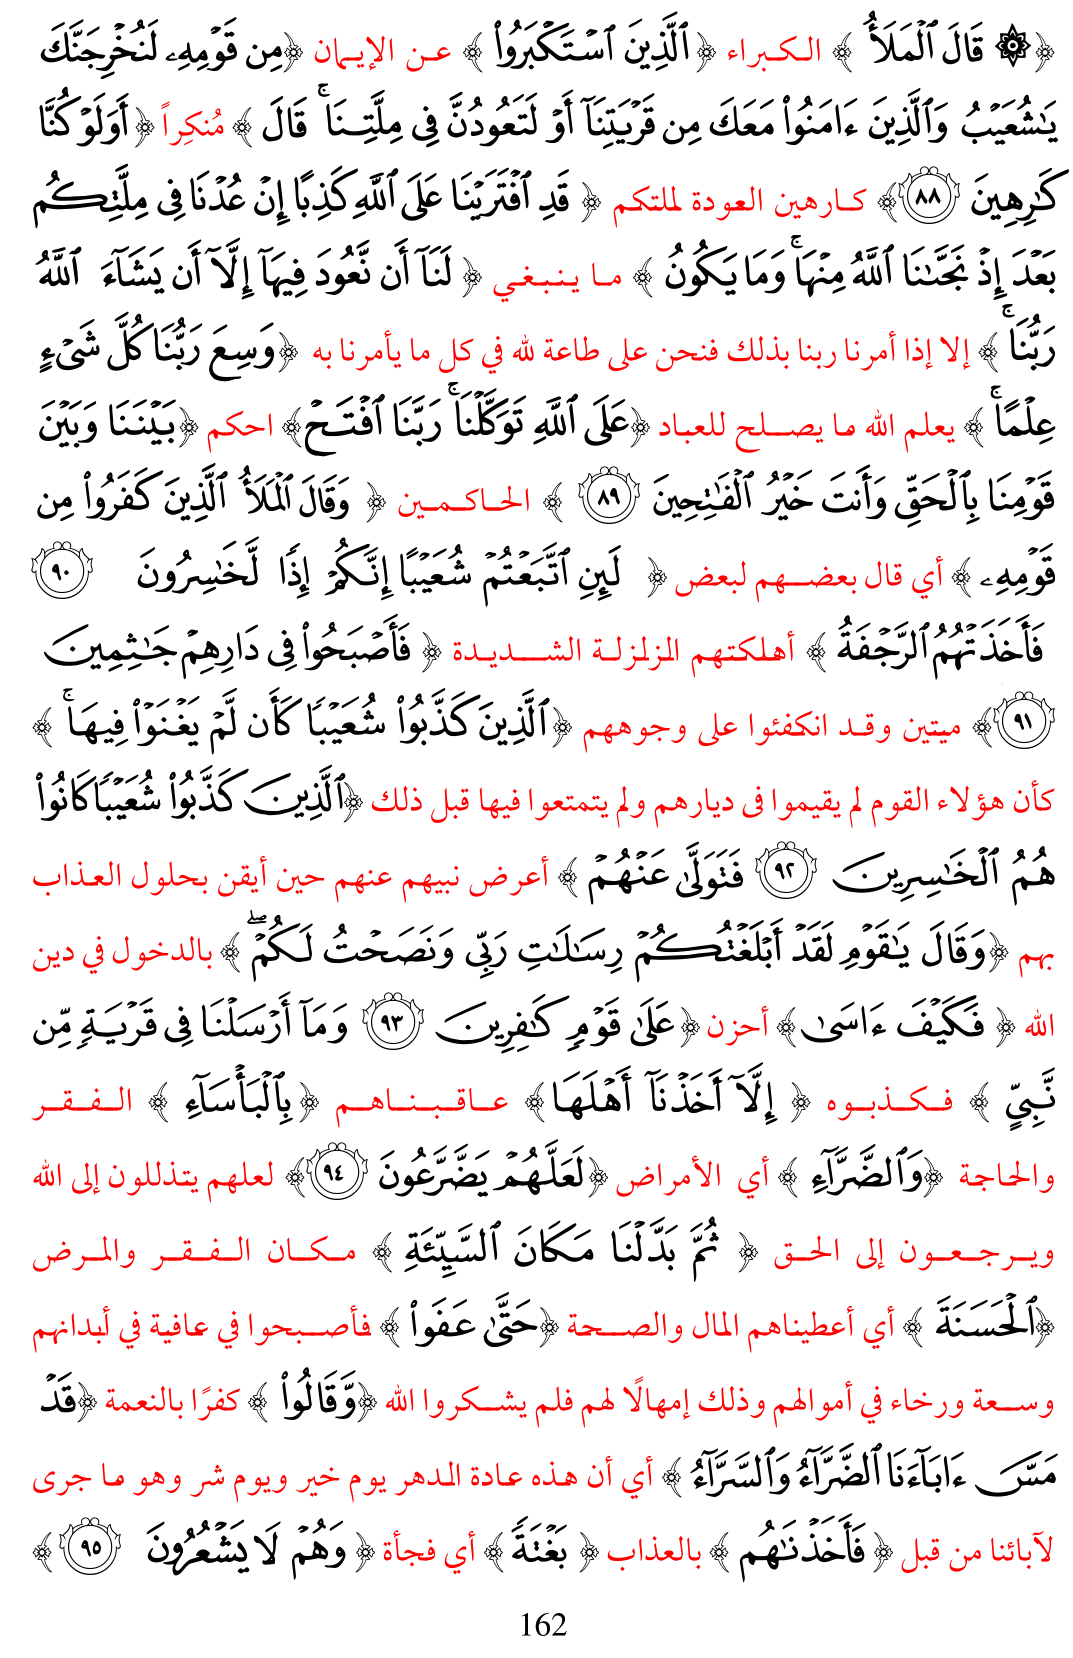 ﴿ ۞ قَالَ ٱلْمَلَأُ ﴾ الكبراء ﴿ ٱلَّذِينَ ٱسْتَكْبَرُوا۟ ﴾ عن الإيمان ﴿مِن قَوْمِهِۦ لَنُخْرِجَنَّكَ
يَـٰشُعَيْبُ وَٱلَّذِينَ ءَامَنُوا۟ مَعَكَ مِن قَرْيَتِنَآ أَوْ لَتَعُودُنَّ فِى مِلَّتِنَا ۚ قَالَ ﴾ مُنكِراً ﴿ أَوَلَوْ كُنَّا
كَـٰرِهِينَ ٨٨﴾ كارهين العودة لملتكم ﴿ قَدِ ٱفْتَرَيْنَا عَلَى ٱللَّهِ كَذِبًا إِنْ عُدْنَا فِى مِلَّتِكُم
بَعْدَ إِذْ نَجَّىٰنَا ٱللَّهُ مِنْهَا ۚ وَمَا يَكُونُ ﴾ ما ينبغي ﴿ لَنَآ أَن نَّعُودَ فِيهَآ إِلَّآ أَن يَشَآءَ ٱللَّهُ
رَبُّنَا ۚ ﴾ إلا إذا أمرنا ربنا بذلك فنحن على طاعة لله في كل ما يأمرنا به ﴿وَسِعَ رَبُّنَا كُلَّ شَىْءٍ
عِلْمًا ۚ ﴾ يعلم الله ما يصلح للعباد ﴿عَلَى ٱللَّهِ تَوَكَّلْنَا ۚ رَبَّنَا ٱفْتَحْ﴾ احكم ﴿بَيْنَنَا وَبَيْنَ
قَوْمِنَا بِٱلْحَقِّ وَأَنتَ خَيْرُ ٱلْفَـٰتِحِينَ ٨٩ ﴾ الحاكمين ﴿ وَقَالَ ٱلْمَلَأُ ٱلَّذِينَ كَفَرُوا۟ مِن
قَوْمِهِۦ ﴾ أي قال بعضهم لبعض ﴿ لَئِنِ ٱتَّبَعْتُمْ شُعَيْبًا إِنَّكُمْ إِذًا لَّخَـٰسِرُونَ ٩٠
فَأَخَذَتْهُمُ ٱلرَّجْفَةُ ﴾ أهلكتهم الزلزلة الشديدة ﴿ فَأَصْبَحُوا۟ فِى دَارِهِمْ جَـٰثِمِينَ
٩١﴾ ميتين وقد انكفئوا على وجوههم ﴿ٱلَّذِينَ كَذَّبُوا۟ شُعَيْبًا كَأَن لَّمْ يَغْنَوْا۟ فِيهَا ۚ ﴾
كأن هؤلاء القوم لم يقيموا فى ديارهم ولم يتمتعوا فيها قبل ذلك ﴿ٱلَّذِينَ كَذَّبُوا۟ شُعَيْبًا كَانُوا۟
هُمُ ٱلْخَـٰسِرِينَ ٩٢ فَتَوَلَّىٰ عَنْهُمْ ﴾ أعرض نبيهم عنهم حين أيقن بحلول العذاب
بهم ﴿وَقَالَ يَـٰقَوْمِ لَقَدْ أَبْلَغْتُكُمْ رِسَـٰلَـٰتِ رَبِّى وَنَصَحْتُ لَكُمْ ۖ ﴾ بالدخول في دين
الله ﴿ فَكَيْفَ ءَاسَىٰ﴾ أحزن ﴿عَلَىٰ قَوْمٍ كَـٰفِرِينَ ٩٣ وَمَآ أَرْسَلْنَا فِى قَرْيَةٍ مِّن
نَّبِىٍّ ﴾ فكذبوه ﴿ إِلَّآ أَخَذْنَآ أَهْلَهَا﴾ عاقبناهم ﴿بِٱلْبَأْسَآءِ ﴾ الفقر
والحاجة ﴿وَٱلضَّرَّآءِ ﴾ أي الأمراض ﴿لَعَلَّهُمْ يَضَّرَّعُونَ ٩٤﴾ لعلهم يتذللون إلى الله
ويرجعون إلى الحق ﴿ ثُمَّ بَدَّلْنَا مَكَانَ ٱلسَّيِّئَةِ ﴾ مكان الفقر والمرض
﴿ٱلْحَسَنَةَ ﴾ أي أعطيناهم المال والصحة ﴿حَتَّىٰ عَفَوا۟ ﴾ فأصبحوا في عافية في أبدانهم
وسعة ورخاء في أموالهم وذلك إمهالًا لهم فلم يشكروا الله ﴿وَّقَالُوا۟ ﴾ كفرًا بالنعمة ﴿قَدْ
مَسَّ ءَابَآءَنَا ٱلضَّرَّآءُ وَٱلسَّرَّآءُ ﴾ أي أن هذه عادة الدهر يوم خير ويوم شر وهو ما جرى
لآبائنا من قبل ﴿ فَأَخَذْنَـٰهُم ﴾ بالعذاب ﴿ بَغْتَةً ﴾ أي فجأة ﴿ وَهُمْ لَا يَشْعُرُونَ ٩٥ ﴾
162